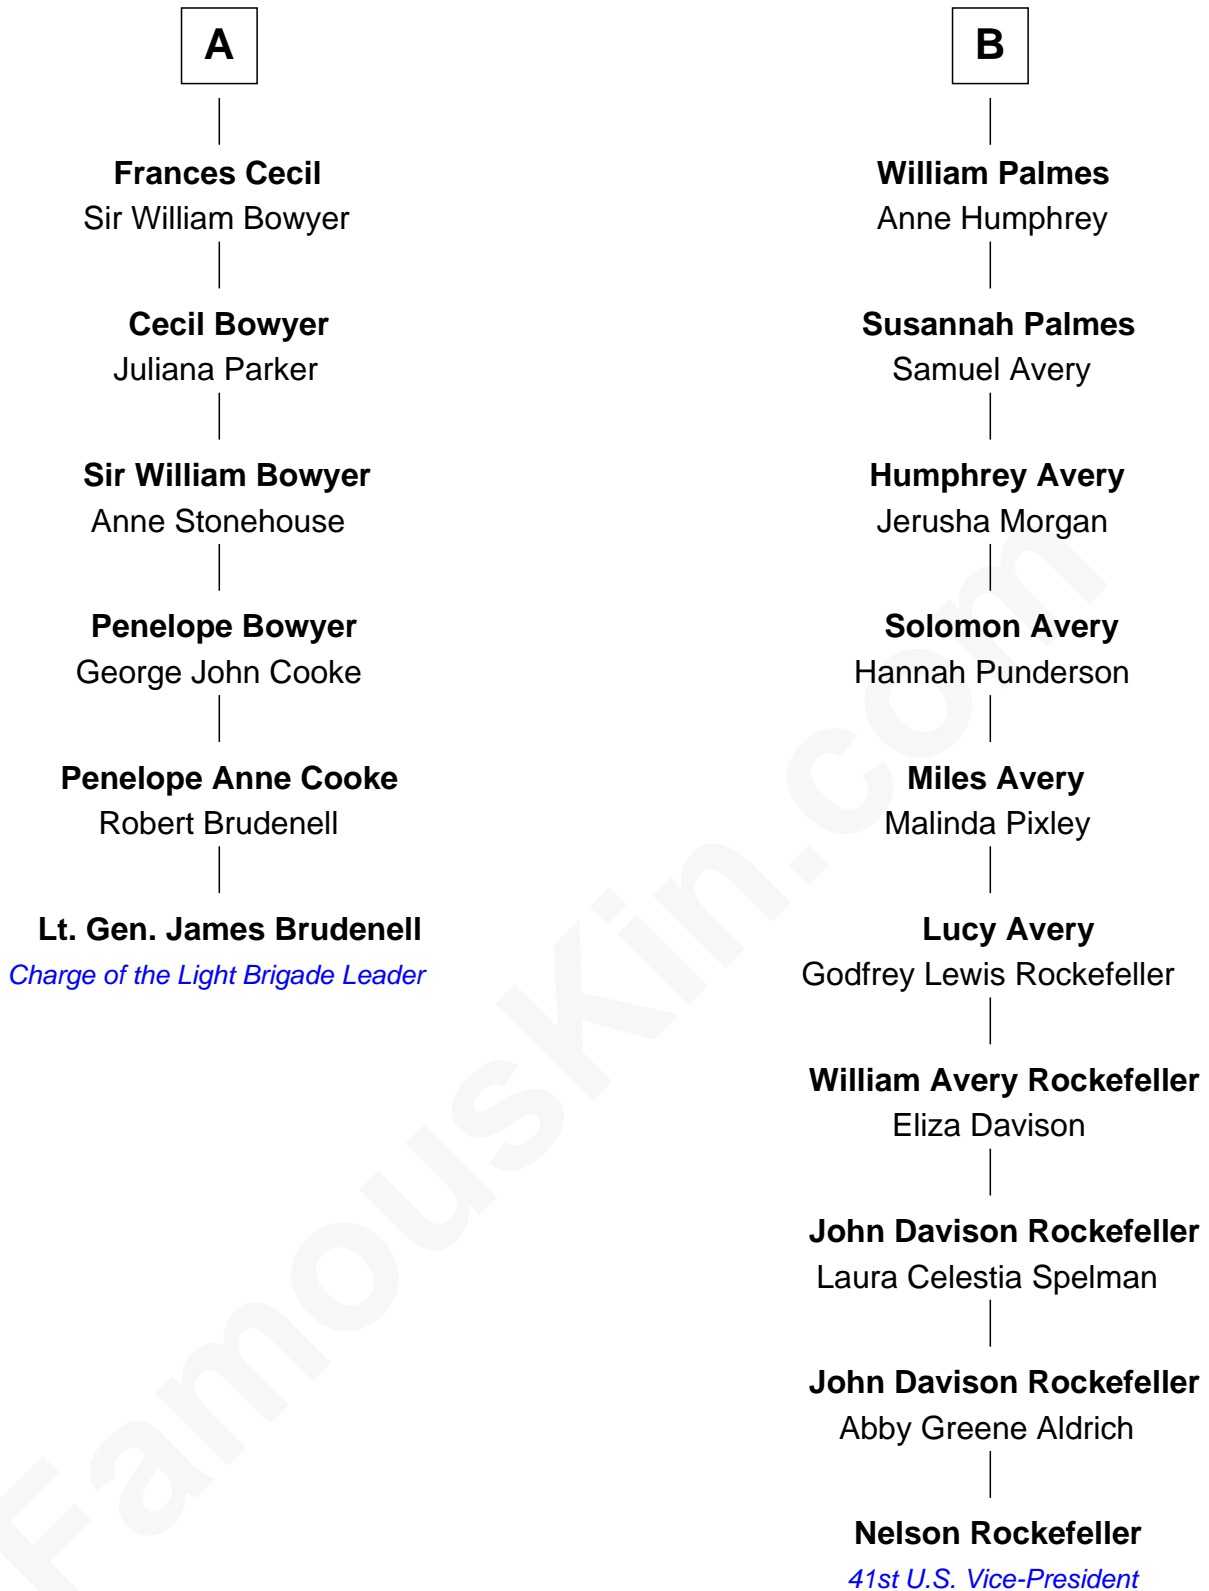 A
Frances Cecil
Sir William Bowyer
Cecil Bowyer
Juliana Parker
Sir William Bowyer
Anne Stonehouse
Penelope Bowyer
George John Cooke
Penelope Anne Cooke
Robert Brudenell
Lt. Gen. James Brudenell
Charge of the Light Brigade Leader
B
William Palmes
Anne Humphrey
Susannah Palmes
Samuel Avery
Humphrey Avery
Jerusha Morgan
Solomon Avery
Hannah Punderson
Miles Avery
Malinda Pixley
Lucy Avery
Godfrey Lewis Rockefeller
William Avery Rockefeller
Eliza Davison
John Davison Rockefeller
Laura Celestia Spelman
John Davison Rockefeller
Abby Greene Aldrich
Nelson Rockefeller
41st U.S. Vice-President
FamousKin.com